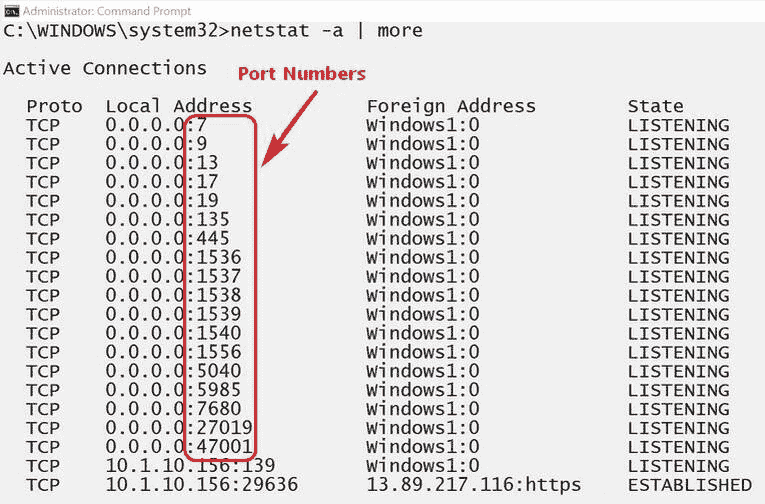 Administrator: Command Prompt
C:\WINDOWS\system32>netstat -a | more
Active Connections
Port Numbers
Proto Local Address Foreign Address State
TCP 0.0.0.0:7 Windows1:0 LISTENING
TCP 0.0.0.0:9 Windows1:0 LISTENING
TCP 0.0.0.0:13 Windows1:0 LISTENING
TCP 0.0.0.0:17 Windows1:0 LISTENING
TCP 0.0.0.0:19 Windows1:0 LISTENING
TCP 0.0.0.0:135 Windows1:0 LISTENING
TCP 0.0.0.0:445 Windows1:0 LISTENING
TCP 0.0.0.0:1536 Windows1:0 LISTENING
TCP 0.0.0.0:1537 Windows1:0 LISTENING
TCP 0.0.0.0:1538 Windows1:0 LISTENING
TCP 0.0.0.0:1539 Windows1:0 LISTENING
TCP 0.0.0.0:1540 Windows1:0 LISTENING
TCP 0.0.0.0:1556 Windows1:0 LISTENING
TCP 0.0.0.0:5040 Windows1:0 LISTENING
TCP 0.0.0.0:5985 Windows1:0 LISTENING
TCP 0.0.0.0:7680 Windows1:0 LISTENING
TCP 0.0.0.0:27019 Windows1:0 LISTENING
TCP 0.0.0.0:47001 Windows1:0 LISTENING
TCP 10.1.10.156:139 Windows1:0 LISTENING
TCP 10.1.10.156:29636 13.89.217.116:https ESTABLISHED